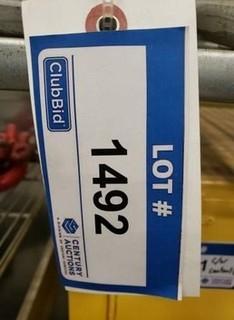 LOT #
1492
ClubBid
CENTURY
AUCTIONS